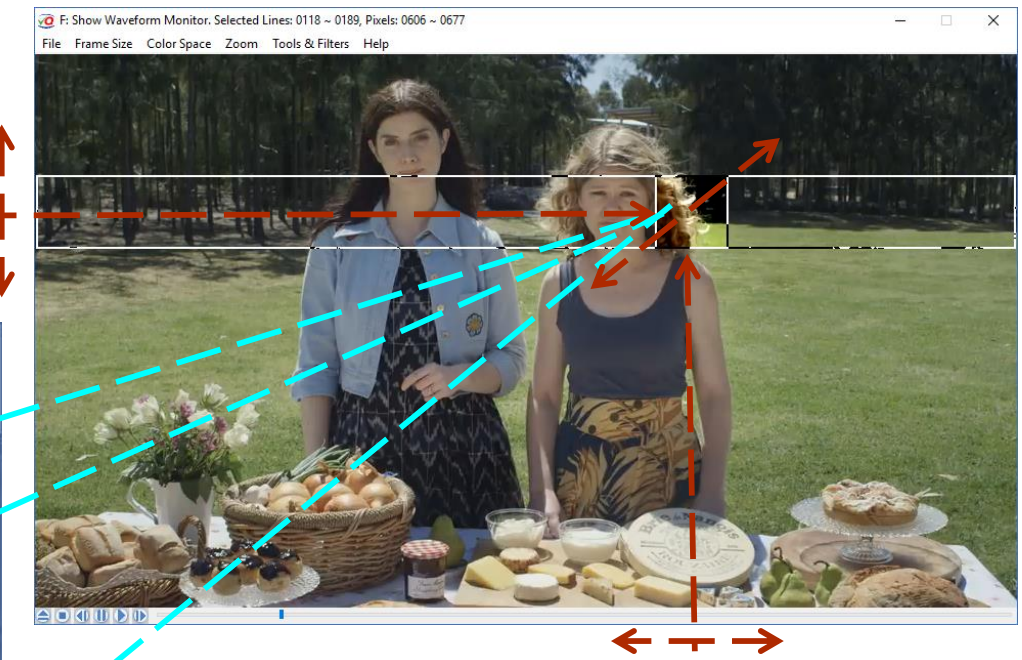 F: Show Waveform Monitor. Selected Lines: 0118 ~ 0189, Pixels: 0606 ~ 0677
File Frame Size Color Space Zoom Tools & Filters Help